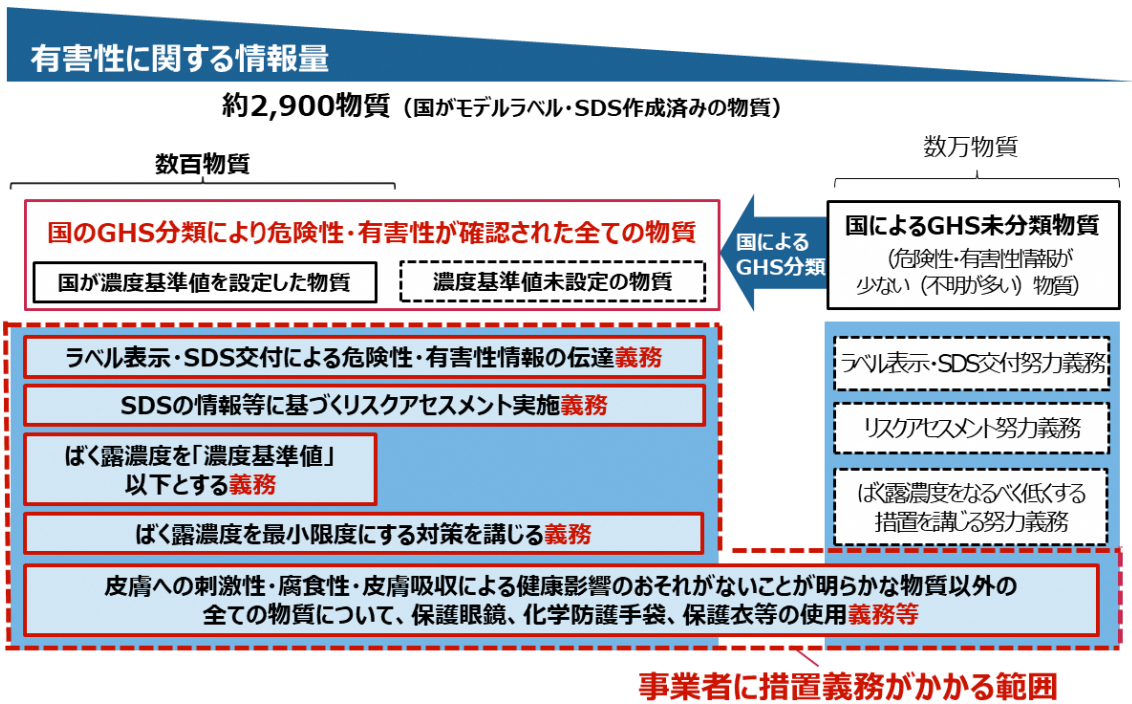 有害性に関する情報量
約2,900物質（国がモデルラベル・SDS作成済みの物質）
数百物質
数万物質
国のGHS分類により危険性・有害性が確認された全ての物質
国が濃度基準値を設定した物質
濃度基準値未設定の物質
国による
GHS分類
国によるGHS未分類物質
（危険性・有害性情報が
少ない（不明が多い）物質）
ラベル表示・SDS交付による危険性・有害性情報の伝達義務
SDSの情報等に基づくリスクアセスメント実施義務
ばく露濃度を「濃度基準値」
以下とする義務
ばく露濃度を最小限度にする対策を講じる義務
ラベル表示・SDS交付努力義務
リスクアセスメント努力義務
ばく露濃度をなるべく低くする
措置を講じる努力義務
皮膚への刺激性・腐食性・皮膚吸収による健康影響のおそれがないことが明らかな物質以外の
全ての物質について、保護眼鏡、化学防護手袋、保護衣等の使用義務等
事業者に措置義務がかかる範囲